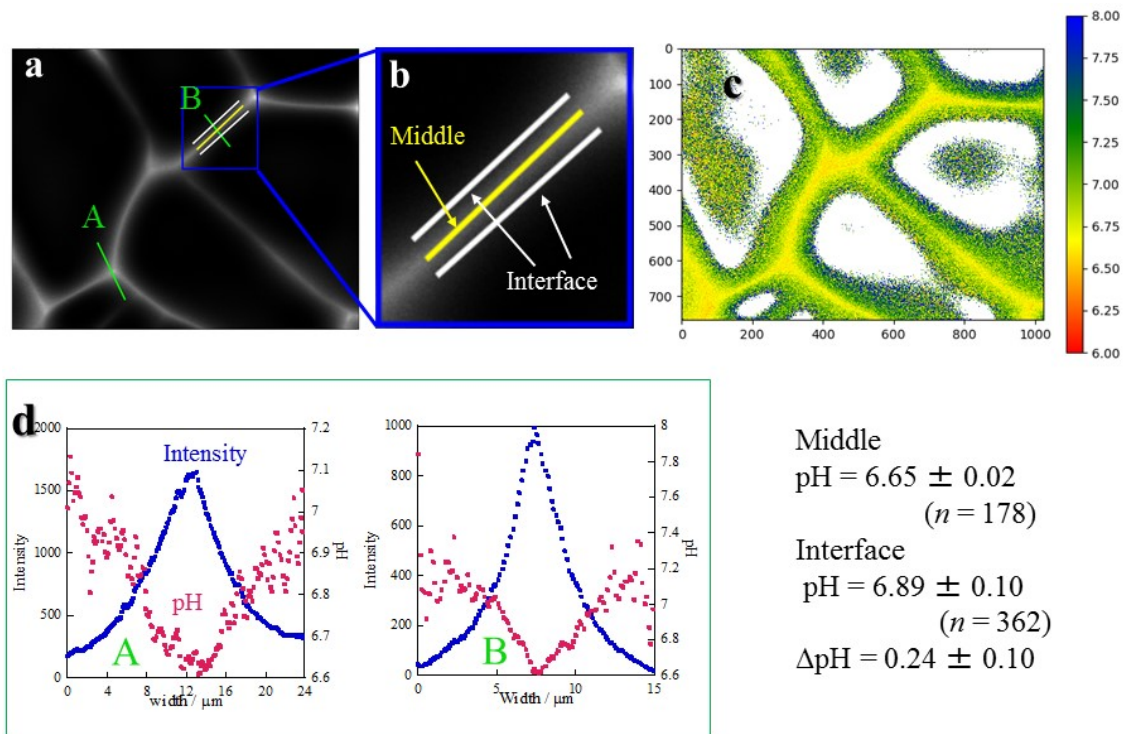 a
B
A
b
Middle
Interface
c
0
100
200
300
400
500
600
700
0 200 400 600 800 1000
8.00
7.75
7.50
7.25
7.00
6.75
6.50
6.25
6.00
d
2000
1500
1000
500
0
Intensity
Intensity
pH
A
7.2
7.1
7
6.9
6.8
6.7
6.6
pH
0 4 8 12 16 20 24
width / μm
1000
800
600
400
200
0
Intensity
B
8
7.8
7.6
7.4
7.2
7
6.8
6.6
pH
0 5 10 15
Width / μm
Middle
pH = 6.65 ± 0.02
(n = 178)
Interface
pH = 6.89 ± 0.10
(n = 362)
ΔpH = 0.24 ± 0.10